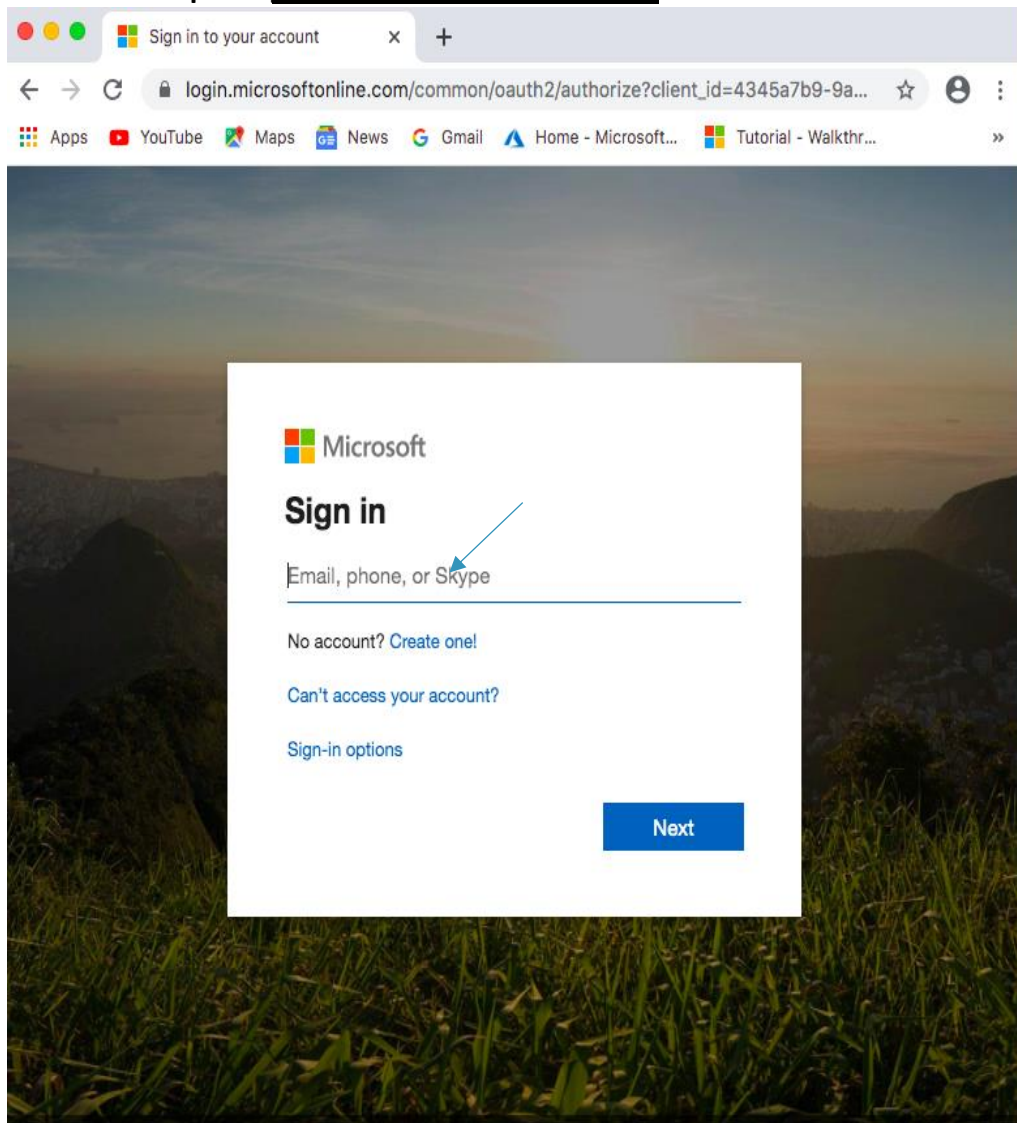 Sign in to your account × +
login.microsoftonline.com/common/oauth2/authorize?client_id=4345a7b9-9a...
Apps YouTube Maps GE News G Gmail Home - Microsoft... Tutorial - Walkthr... »
Microsoft
Sign in
Email, phone, or Skype
No account? Create one!
Can't access your account?
Sign-in options
Next